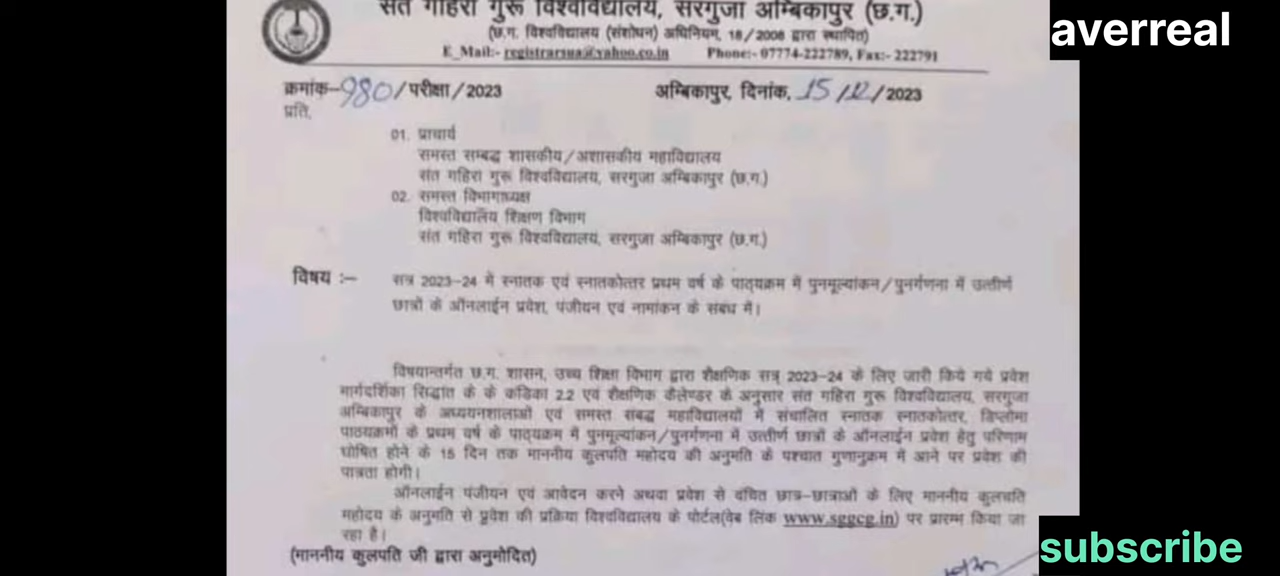 संत गहिरा गुरू विश्वविद्यालय, सरगुजा अम्बिकापुर (छ.ग.)
(छ.ग. विश्वविद्यालय (संशोधन) अधिनियम, 18/2008 द्वारा स्थापित)
E_Mail:- registrarsua@yahoo.co.in Phone:- 07774-222789, Fax:- 222791
averreal
क्रमांक-980/परीक्षा/2023 अम्बिकापुर, दिनांक, 15/12/2023
प्रति,
01. प्राचार्य
समस्त सम्बद्ध शासकीय/अशासकीय महाविद्यालय
संत गहिरा गुरू विश्वविद्यालय, सरगुजा अम्बिकापुर (छ.ग.)
02. समस्त विभागाध्यक्ष
विश्वविद्यालय शिक्षण विभाग
संत गहिरा गुरू विश्वविद्यालय, सरगुजा अम्बिकापुर (छ.ग.)
विषय :– सत्र 2023-24 में स्नातक एवं स्नातकोत्तर प्रथम वर्ष के पाठ्यक्रम में पुनमूल्यांकन/पुनर्गणना में उत्तीर्ण
छात्रों के ऑनलाईन प्रवेश, पंजीयन एवं नामांकन के संबध में।
विषयान्तर्गत छ.ग. शासन, उच्च शिक्षा विभाग द्वारा शैक्षणिक सत्र् 2023-24 के लिए जारी किये गये प्रवेश
मार्गदर्शिका सिद्धांत के के कंडिका 2.2 एवं शैक्षणिक कैलेण्डर के अनुसार संत गहिरा गुरू विश्वविद्यालय, सरगुजा
अम्बिकापुर के अध्ययनशालाओं एवं समस्त संबद्ध महाविद्यालयों में संचालित स्नातक स्नातकोत्तर, डिप्लोमा
पाठयक्रमों के प्रथम वर्ष के पाठ्यक्रम में पुनमूल्यांकन/पुनर्गणना में उत्तीर्ण छात्रों के ऑनलाईन प्रवेश हेतु परिणाम
घोषित होने के 15 दिन तक माननीय कुलपति महोदय की अनुमति के पश्चात गुणानुक्रम में आने पर प्रवेश की
पात्रता होगी।
ऑनलाईन पंजीयन एवं आवेदन करने अथवा प्रवेश से वंचित छात्र-छात्राओं के लिए माननीय कुलपति
महोदय के अनुमति से प्रवेश की प्रक्रिया विश्वविद्यालय के पोर्टल(वेब लिंक www.sggcg.in) पर प्रारम्भ किया जा
रहा है।
(माननीय कुलपति जी द्वारा अनुमोदित)
subscribe